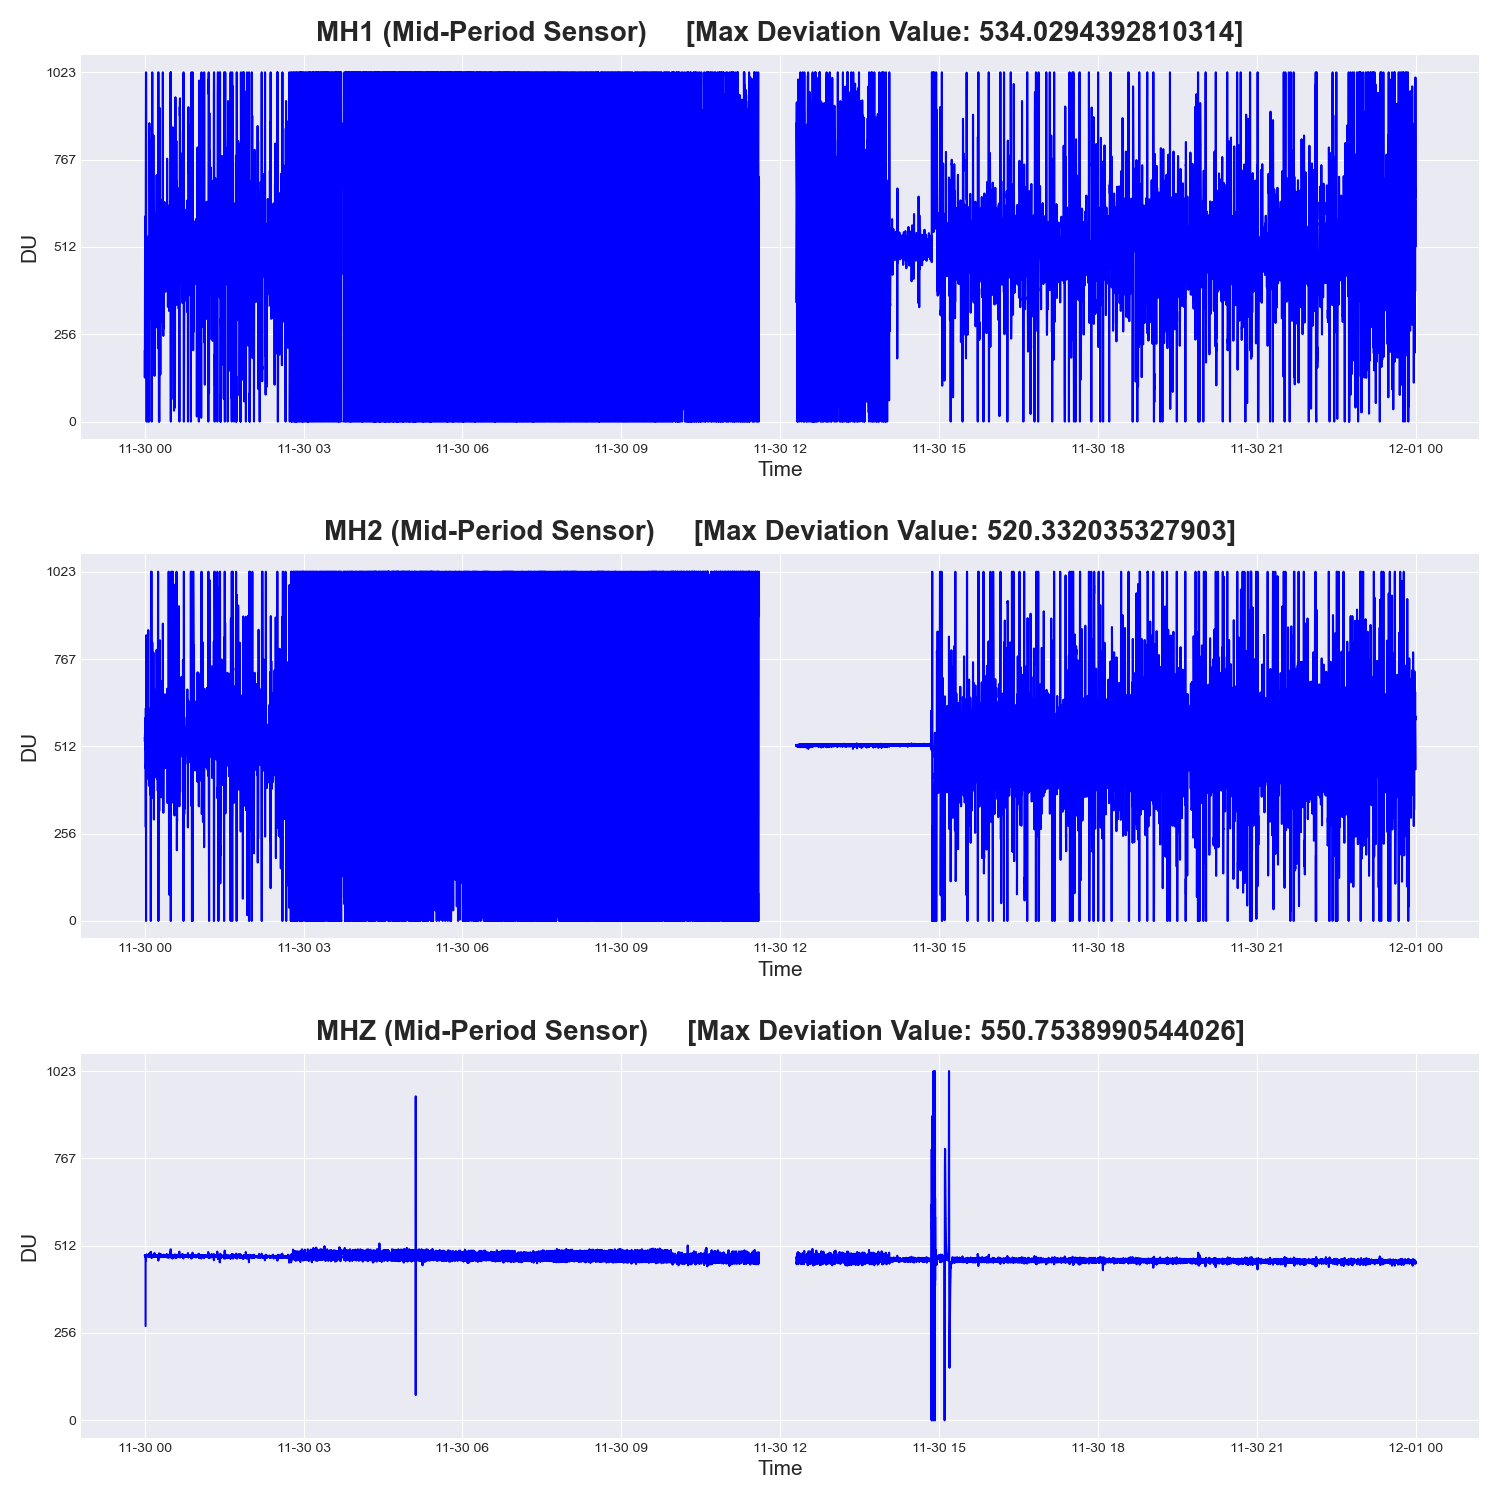 MH1 (Mid-Period Sensor) [Max Deviation Value: 534.0294392810314]
1023
767
512
256
0
DU
11-30 00 11-30 03 11-30 06 11-30 09 11-30 12 11-30 15 11-30 18 11-30 21 12-01 00
Time
MH2 (Mid-Period Sensor) [Max Deviation Value: 520.332035327903]
1023
767
512
256
0
DU
11-30 00 11-30 03 11-30 06 11-30 09 11-30 12 11-30 15 11-30 18 11-30 21 12-01 00
Time
MHZ (Mid-Period Sensor) [Max Deviation Value: 550.7538990544026]
1023
767
512
256
0
DU
11-30 00 11-30 03 11-30 06 11-30 09 11-30 12 11-30 15 11-30 18 11-30 21 12-01 00
Time